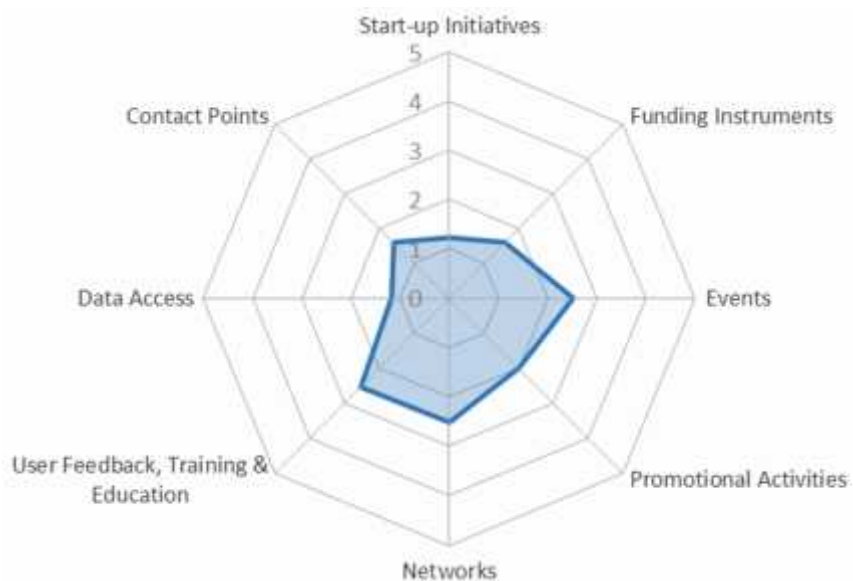 Start-up Initiatives
5
Contact Points
4
Funding Instruments
3
2
1
Data Access
0
Events
User Feedback, Training &
Education
Promotional Activities
Networks